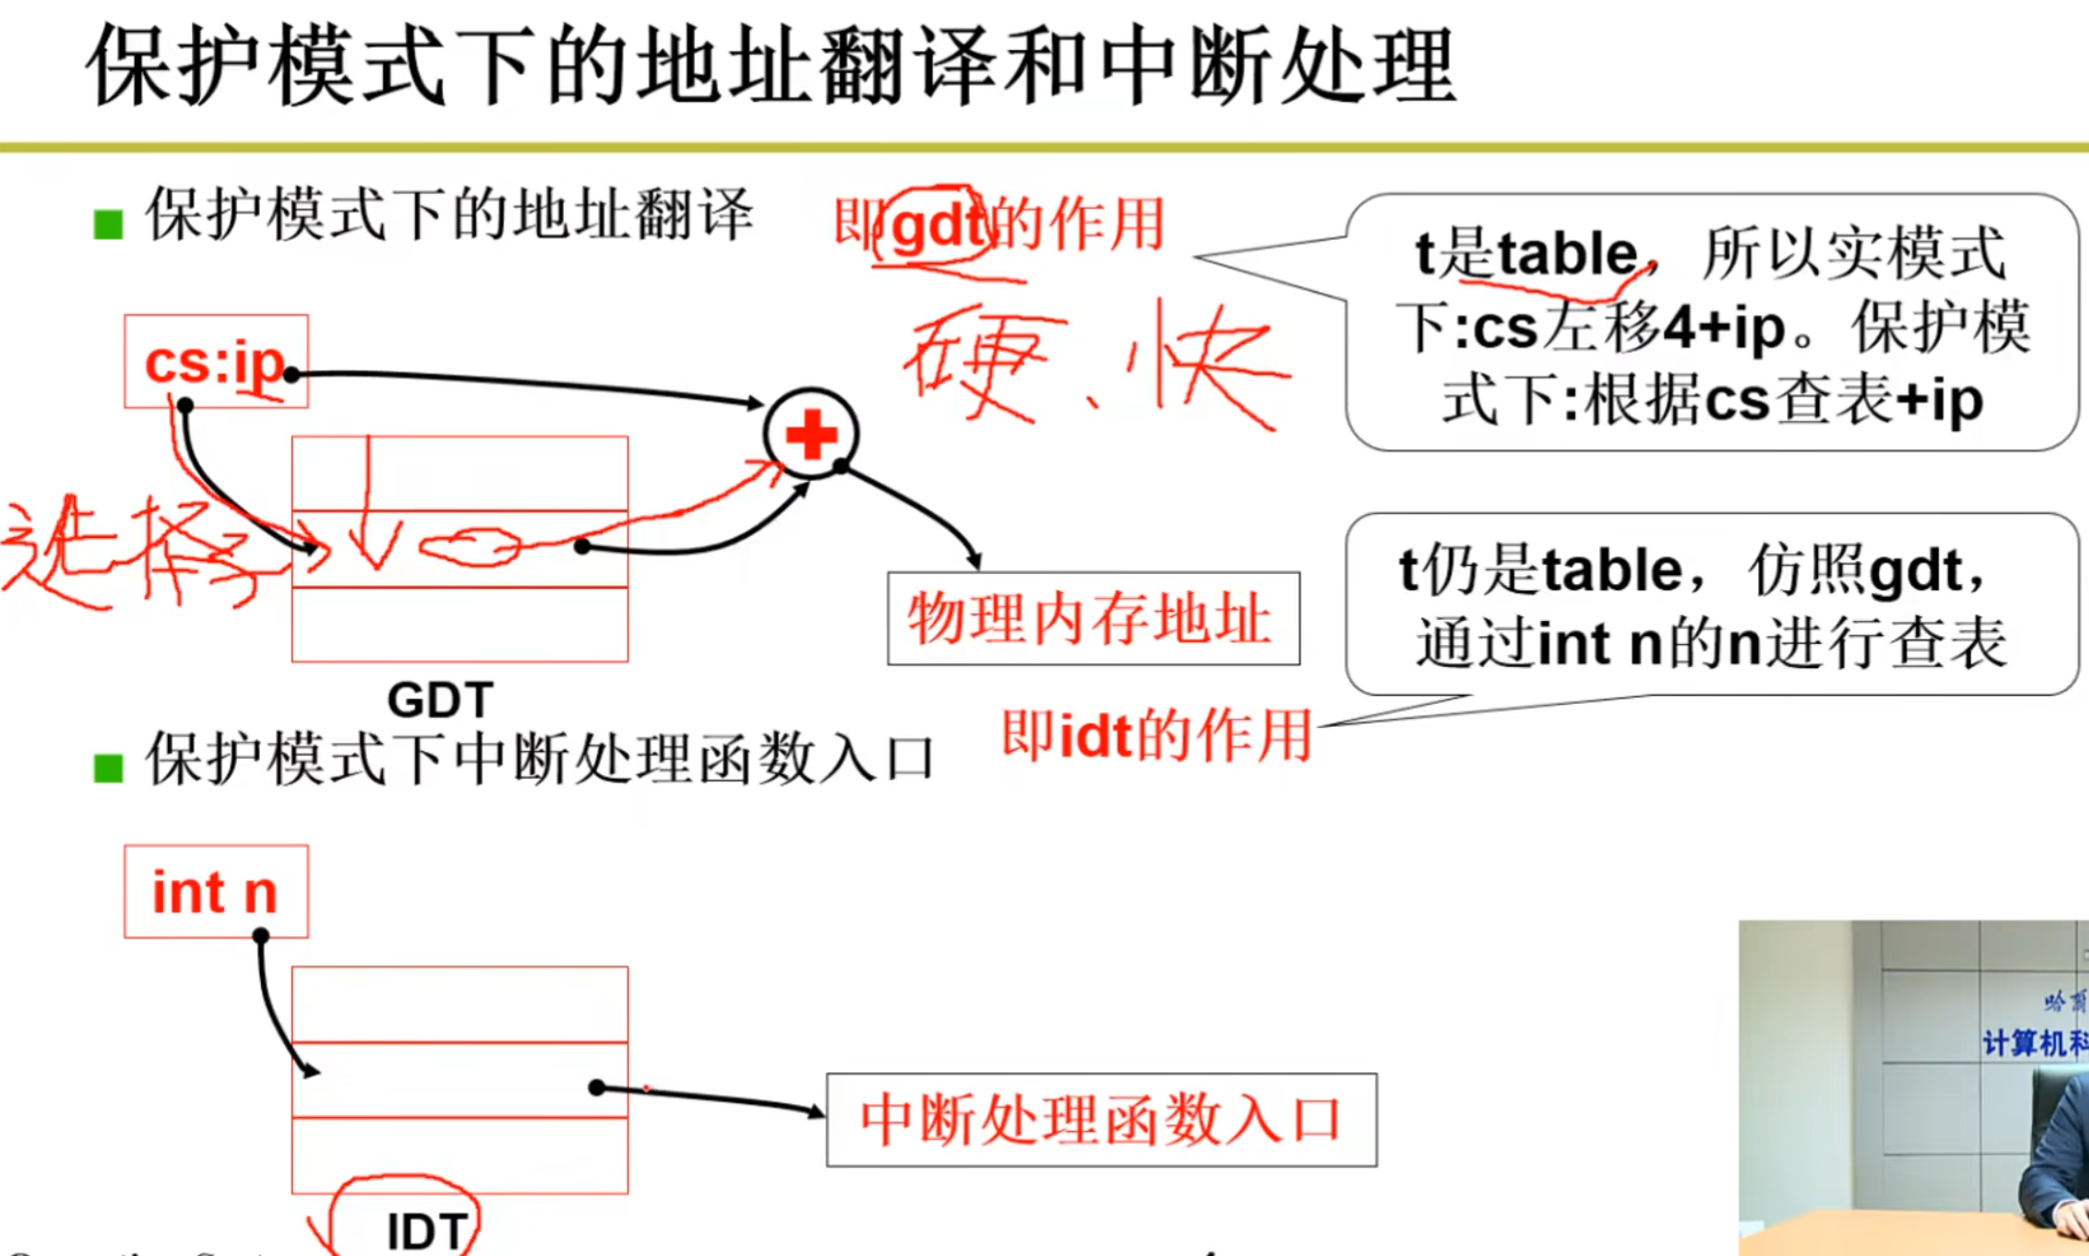 保护模式下的地址翻译和中断处理
保护模式下的地址翻译
即gdt的作用
t是table，所以实模式
下:cs左移4+ip。保护模
式下:根据cs查表+ip
硬、快
cs:ip
选择子
物理内存地址
GDT
t仍是table，仿照gdt，
通过int n的n进行查表
即idt的作用
保护模式下中断处理函数入口
int n
中断处理函数入口
IDT
计算机科